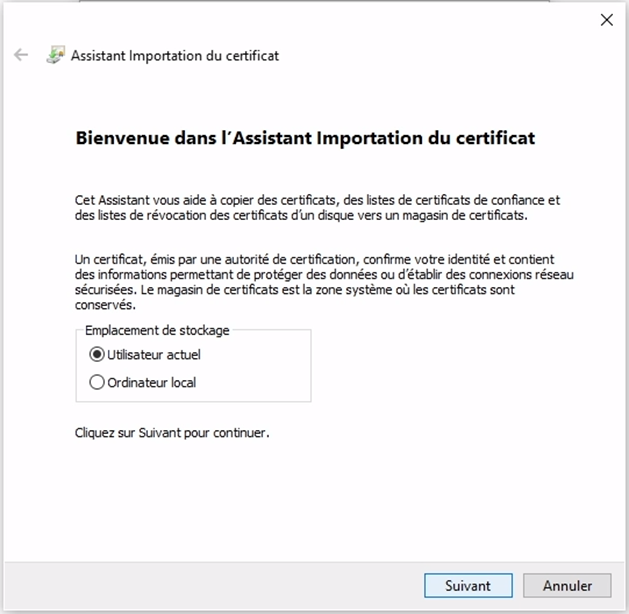 Assistant Importation du certificat
Bienvenue dans l'Assistant Importation du certificat
Cet Assistant vous aide à copier des certificats, des listes de certificats de confiance et
des listes de révocation des certificats d'un disque vers un magasin de certificats.
Un certificat, émis par une autorité de certification, confirme votre identité et contient
des informations permettant de protéger des données ou d'établir des connexions réseau
sécurisées. Le magasin de certificats est la zone système où les certificats sont
conservés.
Emplacement de stockage
Utilisateur actuel
Ordinateur local
Cliquez sur Suivant pour continuer.
Suivant
Annuler